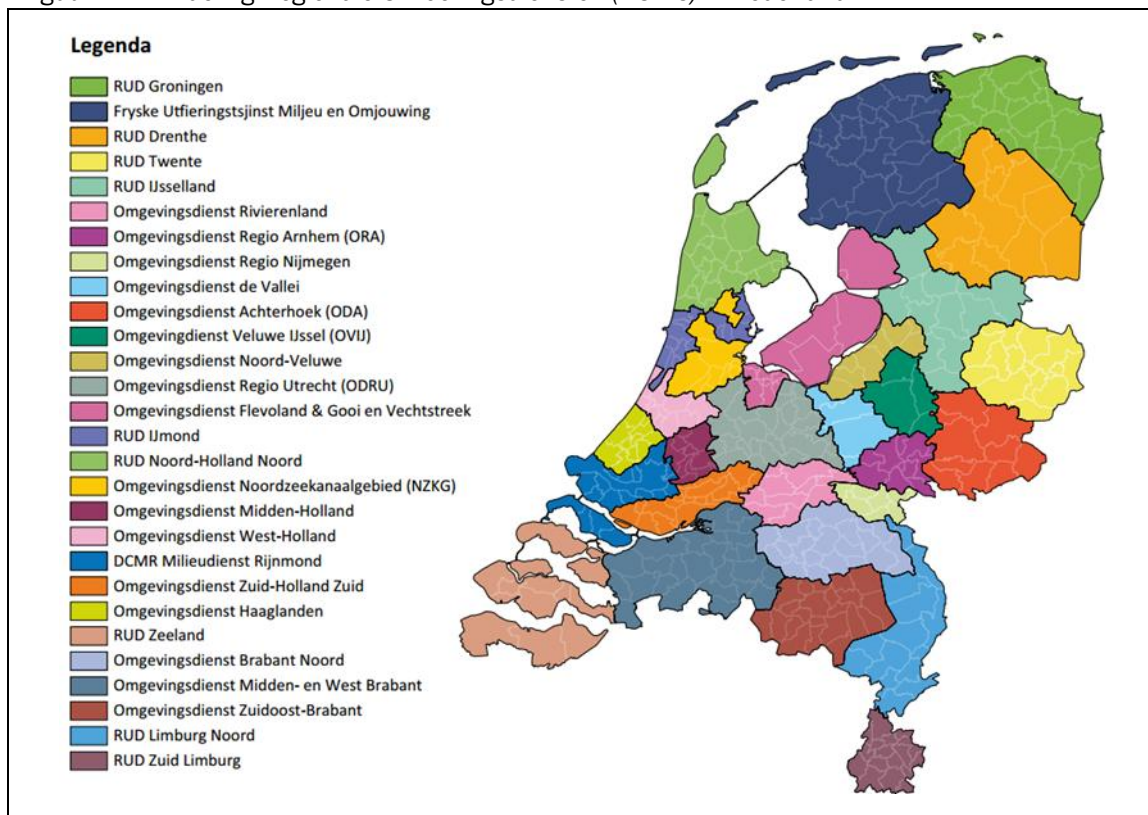 Legenda
RUD Groningen
Fryske Utfieringstsjinst Miljeu en Omjouwing
RUD Drenthe
RUD Twente
RUD IJsselland
Omgevingsdienst Rivierenland
Omgevingsdienst Regio Arnhem (ORA)
Omgevingsdienst Regio Nijmegen
Omgevingsdienst de Vallei
Omgevingsdienst Achterhoek (ODA)
Omgevingdienst Veluwe IJssel (OVIJ)
Omgevingsdienst Noord-Veluwe
Omgevingsdienst Regio Utrecht (ODRU)
Omgevingsdienst Flevoland & Gooi en Vechtstreek
RUD IJmond
RUD Noord-Holland Noord
Omgevingsdienst Noordzeekanaalgebied (NZKG)
Omgevingsdienst Midden-Holland
Omgevingsdienst West-Holland
DCMR Milieudienst Rijnmond
Omgevingsdienst Zuid-Holland Zuid
Omgevingsdienst Haaglanden
RUD Zeeland
Omgevingsdienst Brabant Noord
Omgevingsdienst Midden- en West Brabant
Omgevingsdienst Zuidoost-Brabant
RUD Limburg Noord
RUD Zuid Limburg